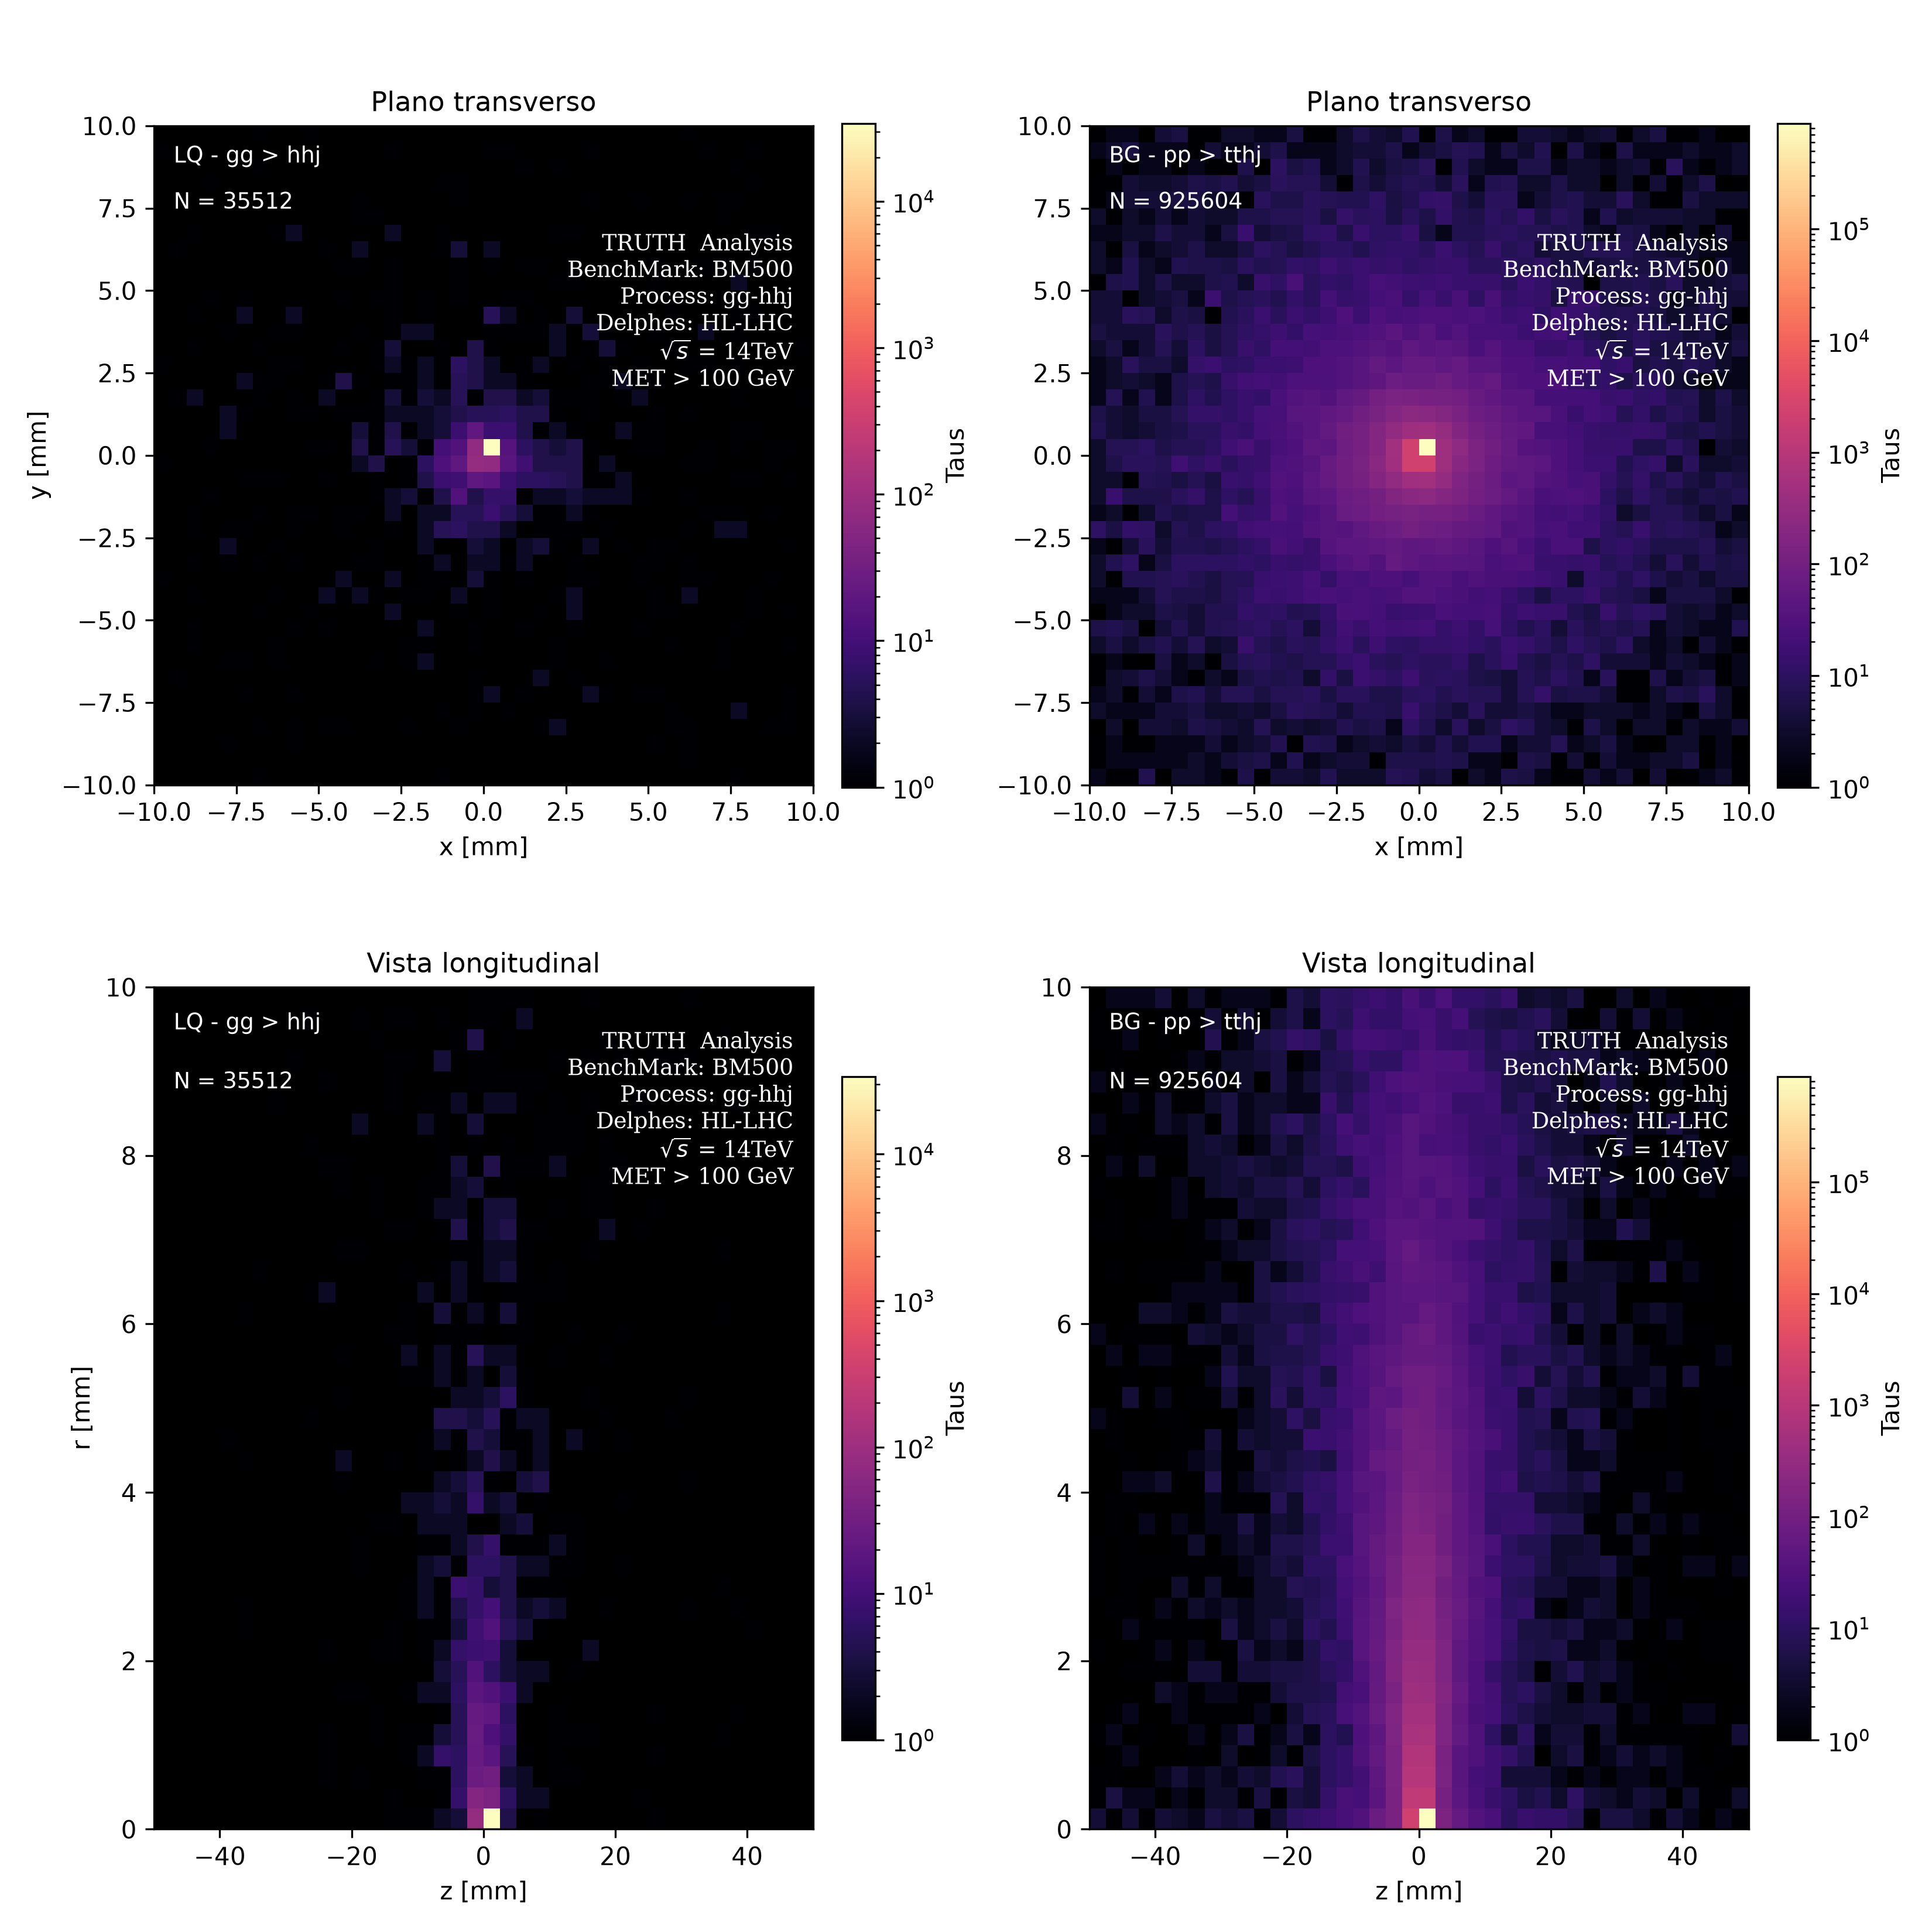 Plano transverso
LQ - gg > hhj
N = 35512
TRUTH  Analysis
BenchMark: BM500
Process: gg-hhj
Delphes: HL-LHC
√s = 14TeV
MET > 100 GeV
10.0
7.5
5.0
2.5
0.0
−2.5
−5.0
−7.5
−10.0
y [mm]
−10.0 −7.5 −5.0 −2.5 0.0 2.5 5.0 7.5 10.0
x [mm]
10⁴
10³
10²
10¹
10⁰
Taus
Plano transverso
BG - pp > tthj
N = 925604
TRUTH  Analysis
BenchMark: BM500
Process: gg-hhj
Delphes: HL-LHC
√s = 14TeV
MET > 100 GeV
10.0
7.5
5.0
2.5
0.0
−2.5
−5.0
−7.5
−10.0
−10.0 −7.5 −5.0 −2.5 0.0 2.5 5.0 7.5 10.0
x [mm]
10⁵
10⁴
10³
10²
10¹
10⁰
Taus
Vista longitudinal
LQ - gg > hhj
N = 35512
TRUTH  Analysis
BenchMark: BM500
Process: gg-hhj
Delphes: HL-LHC
√s = 14TeV
MET > 100 GeV
10
8
6
4
2
0
r [mm]
−40 −20 0 20 40
z [mm]
10⁴
10³
10²
10¹
10⁰
Taus
Vista longitudinal
BG - pp > tthj
N = 925604
TRUTH  Analysis
BenchMark: BM500
Process: gg-hhj
Delphes: HL-LHC
√s = 14TeV
MET > 100 GeV
10
8
6
4
2
0
−40 −20 0 20 40
z [mm]
10⁵
10⁴
10³
10²
10¹
10⁰
Taus